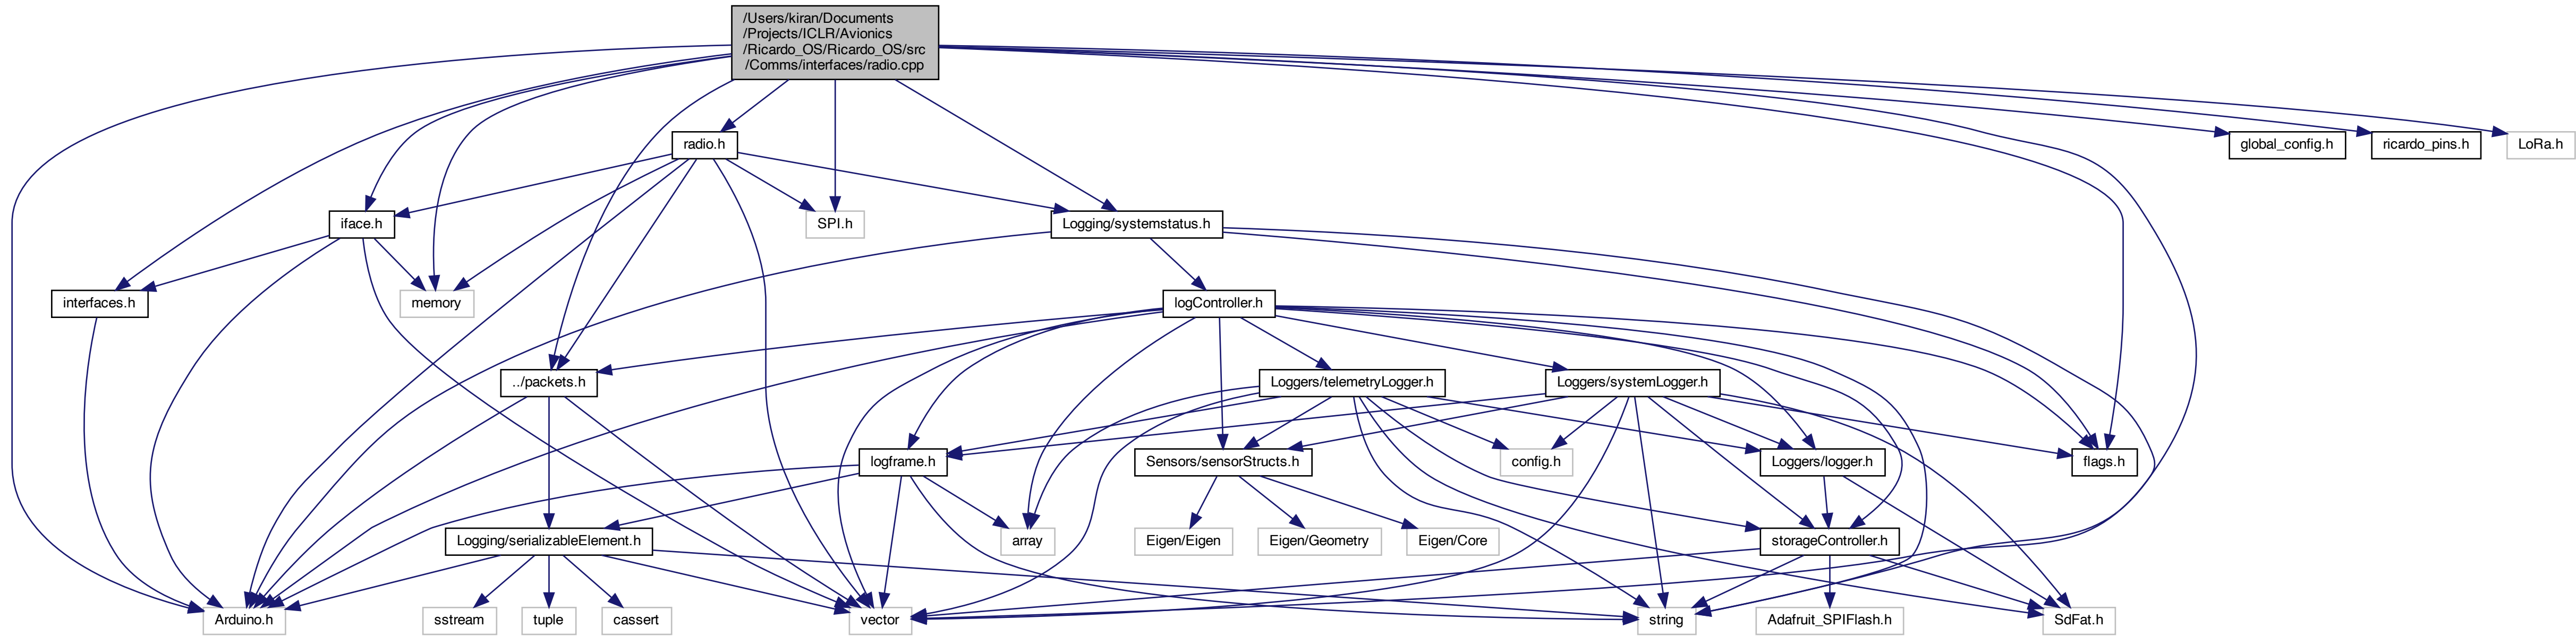 /Users/kiran/Documents
/Projects/ICLR/Avionics
/Ricardo_OS/Ricardo_OS/src
/Comms/interfaces/radio.cpp
radio.h
global_config.h
ricardo_pins.h
LoRa.h
iface.h
SPI.h
Logging/systemstatus.h
interfaces.h
memory
logController.h
../packets.h
Loggers/telemetryLogger.h
Loggers/systemLogger.h
logframe.h
Sensors/sensorStructs.h
config.h
Loggers/logger.h
flags.h
Logging/serializableElement.h
array
Eigen/Eigen
Eigen/Geometry
Eigen/Core
storageController.h
Arduino.h
sstream
tuple
cassert
vector
string
Adafruit_SPIFlash.h
SdFat.h